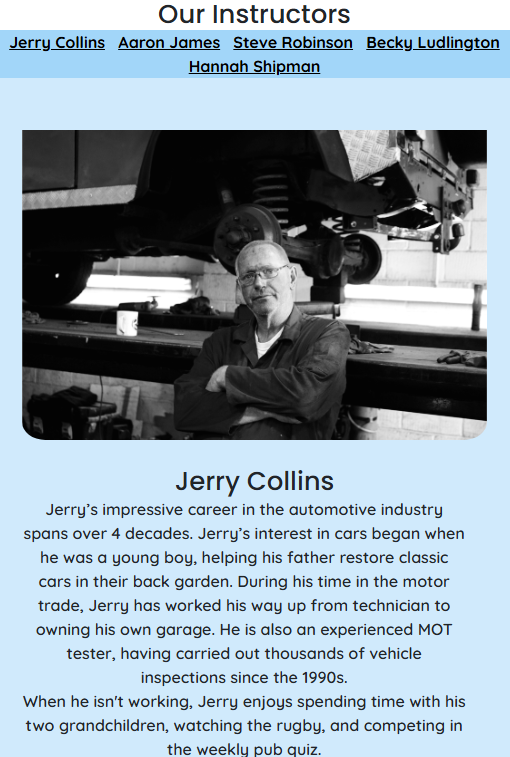 Our Instructors
Jerry Collins Aaron James Steve Robinson Becky Ludlington
Hannah Shipman
Jerry Collins
Jerry’s impressive career in the automotive industry
spans over 4 decades. Jerry’s interest in cars began when
he was a young boy, helping his father restore classic
cars in their back garden. During his time in the motor
trade, Jerry has worked his way up from technician to
owning his own garage. He is also an experienced MOT
tester, having carried out thousands of vehicle
inspections since the 1990s.
When he isn't working, Jerry enjoys spending time with his
two grandchildren, watching the rugby, and competing in
the weekly pub quiz.